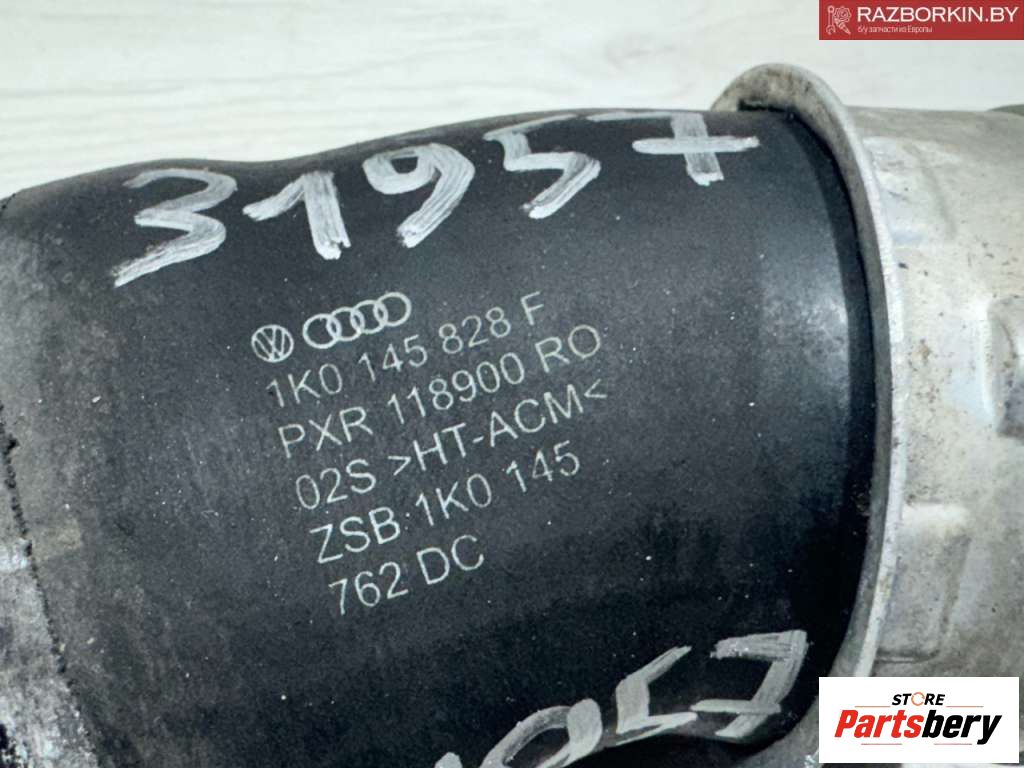 RAZBORKIN.BY
б/у запчасти из Европы
31957
1K0 145 828 F
PXR 118900 RO
02S >HT-ACM<
ZSB:1K0 145
762 DC
STORE
Partsbery